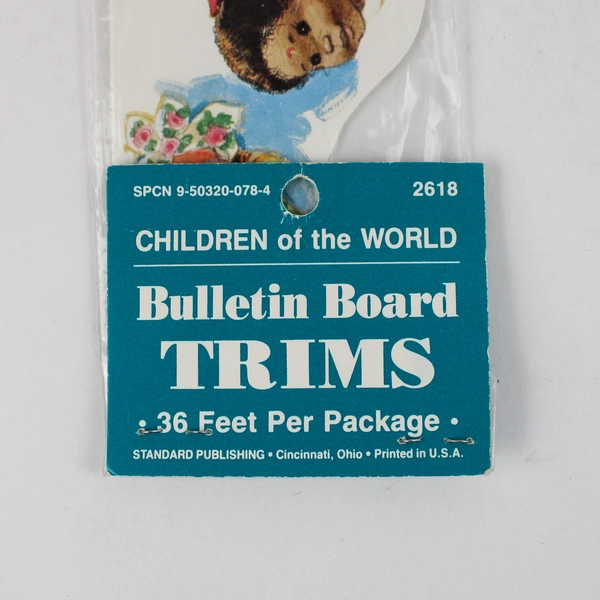 SPCN 9-50320-078-4 2618
CHILDREN of the WORLD
Bulletin Board
TRIMS
• 36 Feet Per Package •
STANDARD PUBLISHING • Cincinnati, Ohio • Printed in U.S.A.